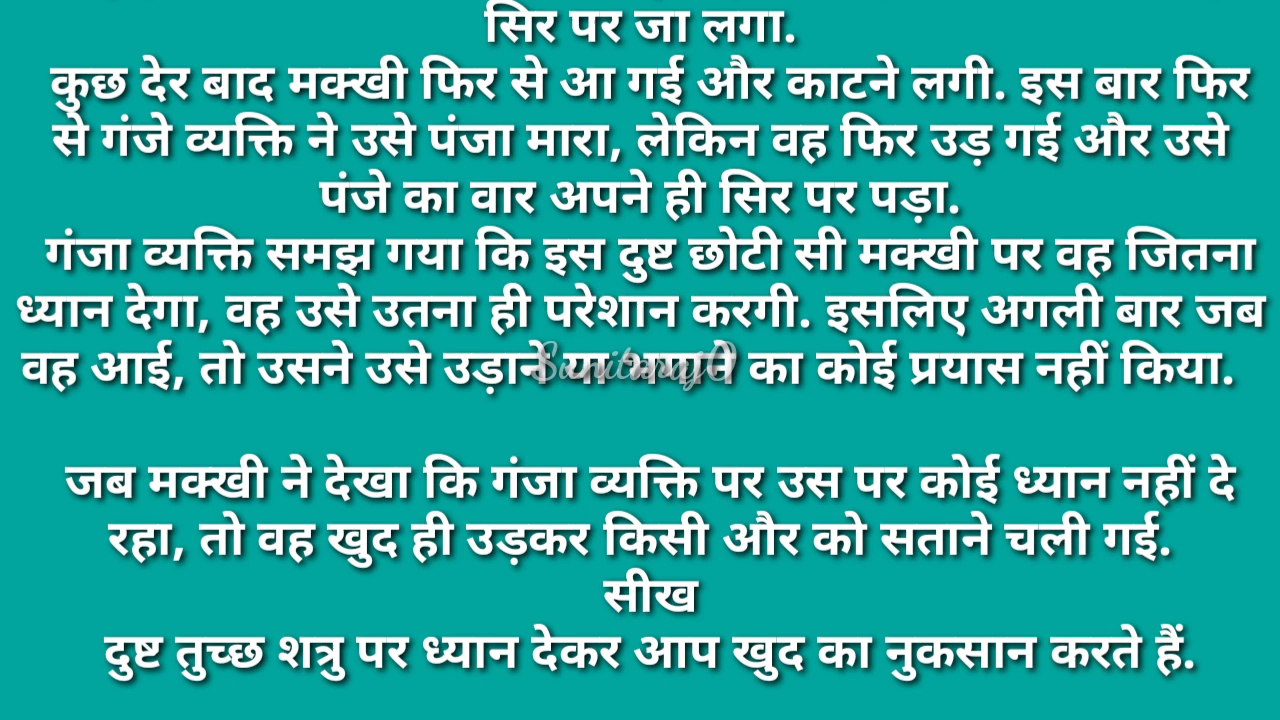 सिर पर जा लगा.
कुछ देर बाद मक्खी फिर से आ गई और काटने लगी. इस बार फिर
से गंजे व्यक्ति ने उसे पंजा मारा, लेकिन वह फिर उड़ गई और उसे
पंजे का वार अपने ही सिर पर पड़ा.
गंजा व्यक्ति समझ गया कि इस दुष्ट छोटी सी मक्खी पर वह जितना
ध्यान देगा, वह उसे उतना ही परेशान करगी. इसलिए अगली बार जब
वह आई, तो उसने उसे उड़ाने या भगाने का कोई प्रयास नहीं किया.
जब मक्खी ने देखा कि गंजा व्यक्ति पर उस पर कोई ध्यान नहीं दे
रहा, तो वह खुद ही उड़कर किसी और को सताने चली गई.
सीख
दुष्ट तुच्छ शत्रु पर ध्यान देकर आप खुद का नुकसान करते हैं.